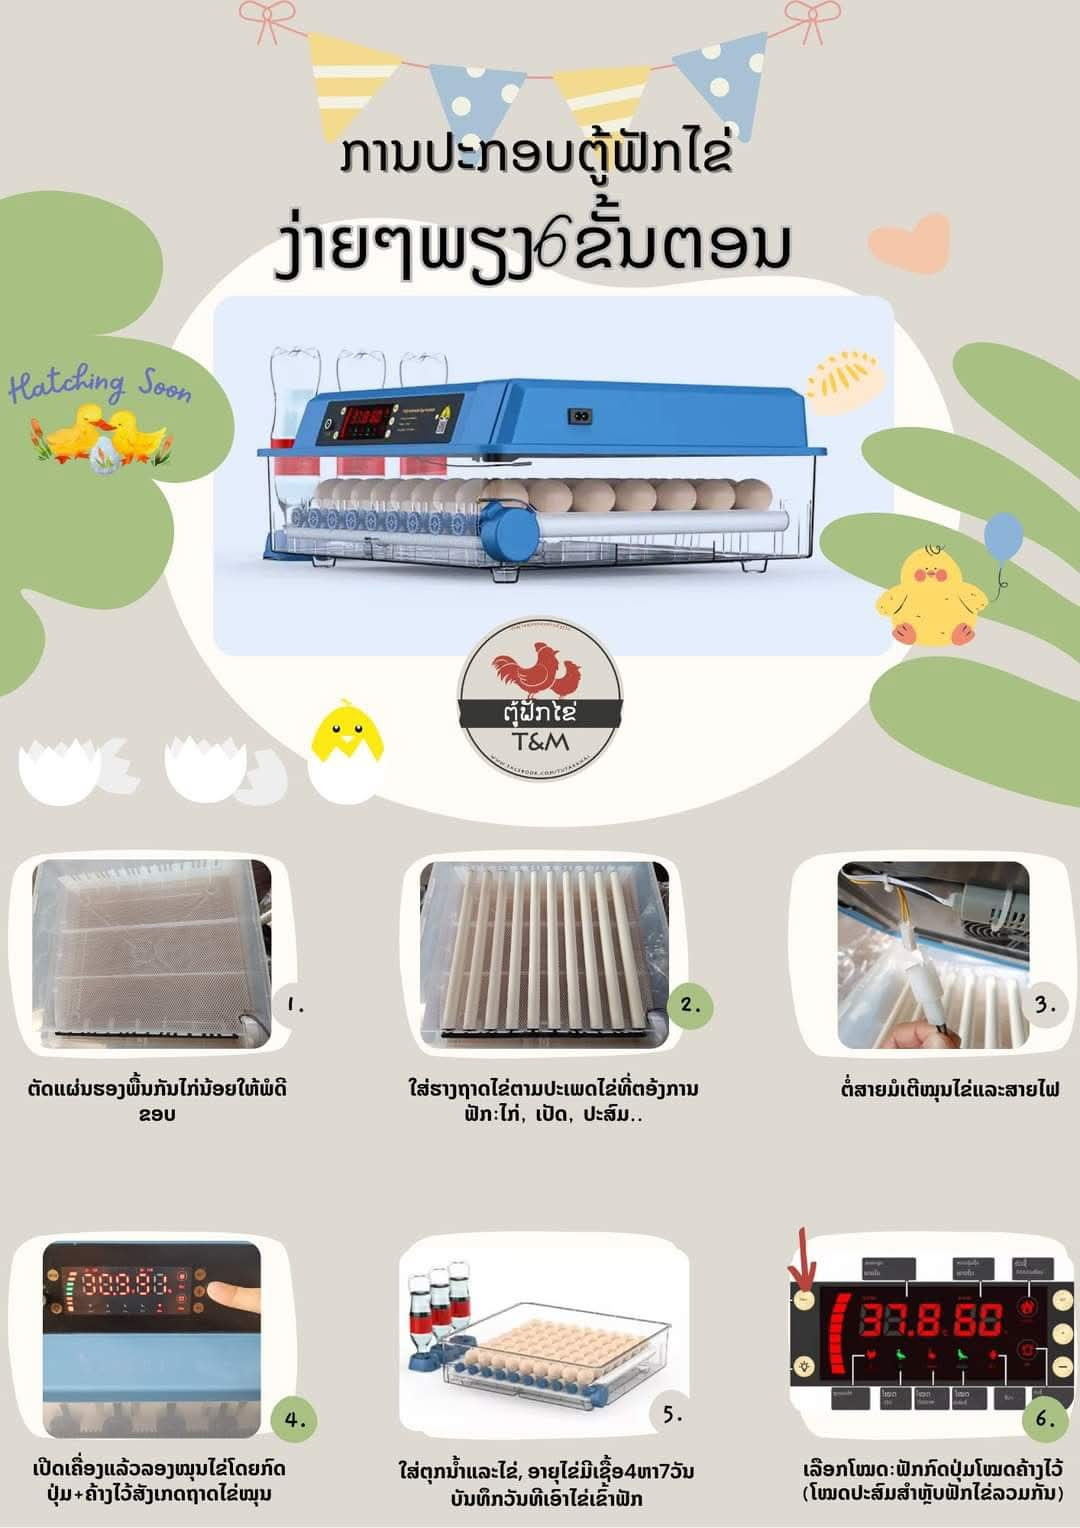 ການປະກອບຕູ້ຟັກໄຂ່
ງ່າຍໆພຽງ6ຂັ້ນຕອນ
Hatching Soon
ຕູ້ຟັກໄຂ່
T&M
WWW.FACEBOOK.COM/TUFAKKHAI
1.
ຕັດແຜ່ນຮອງພື້ນກັນໄກ່ນ້ອຍໃຫ້ພໍດີ
ຂອບ
2.
ໃສ່ຮາງຖາດໄຂ່ຕາມປະເພດໄຂ່ທີ່ຕອ້ງການ
ຟັກ:ໄກ່, ເປັດ, ປະສົມ..
3.
ຕໍ່ສາຍມໍເຕີໝຸນໄຂ່ແລະສາຍໄຟ
4.
ເປີດເຄື່ອງແລ້ວລອງໝຸນໄຂ່ໂດຍກົດ
ປຸ່ມ+ຄ້າງໄວ້ສັງເກດຖາດໄຂ່ໝຸນ
5.
ໃສ່ຕຸກນ້ຳແລະໄຂ່, ອາຍຸໄຂ່ມີເຊື້ອ4ຫາ7ວັນ
ບັນທຶກວັນທີເອົາໄຂ່ເຂົ້າຟັກ
37.8 60
6.
ເລືອກໂໝດ:ຟັກກົດປຸ່ມໂໝດຄ້າງໄວ້
(ໂໝດປະສົມສຳຫຼັບຟັກໄຂ່ລວມກັນ)